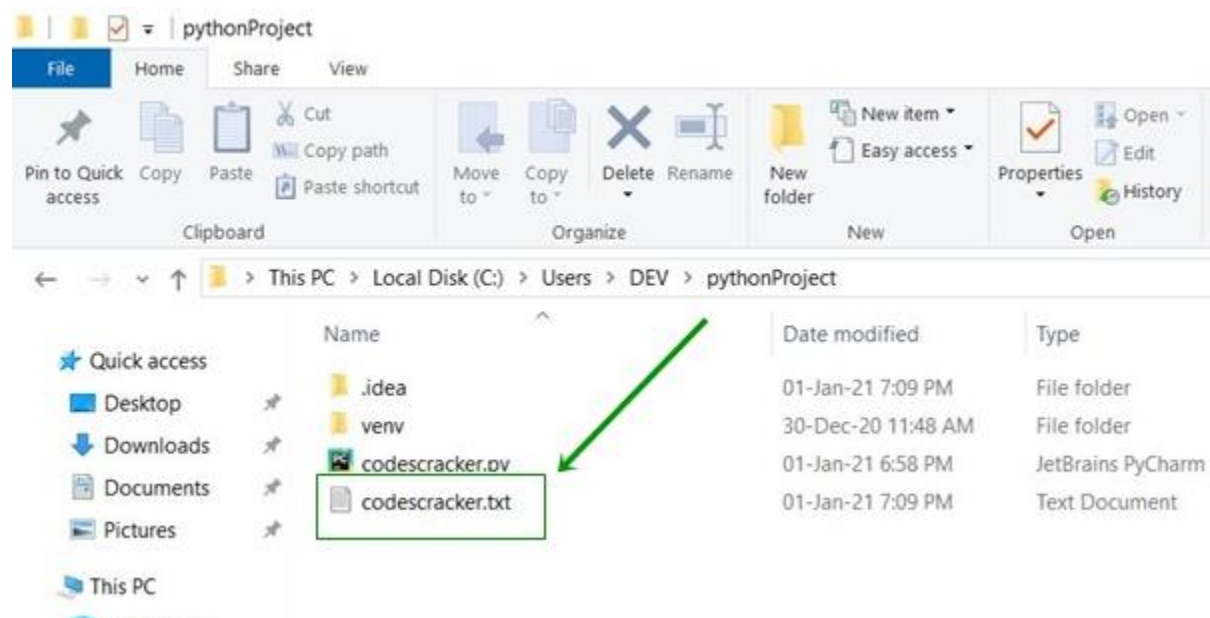 pythonProject
File Home Share View
Pin to Quick access
Copy
Paste
Cut
Copy path
Paste shortcut
Clipboard
Move to
Copy to
Delete
Rename
Organize
New folder
New item
Easy access
New
Properties
Open
Edit
History
Open
This PC > Local Disk (C:) > Users > DEV > pythonProject
Quick access
Desktop
Downloads
Documents
Pictures
This PC
Name Date modified Type
.idea 01-Jan-21 7:09 PM File folder
venv 30-Dec-20 11:48 AM File folder
codescracker.py 01-Jan-21 6:58 PM JetBrains PyCharm
codescracker.txt 01-Jan-21 7:09 PM Text Document